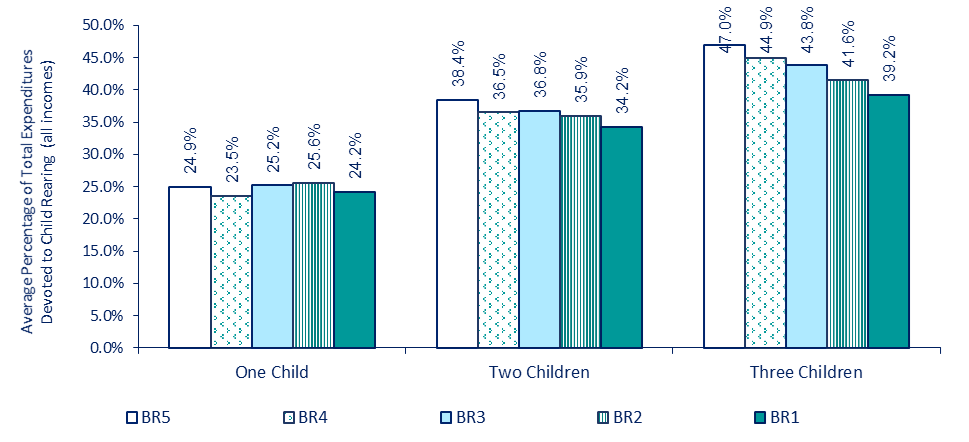 Average Percentage of Total Expenditures
Devoted to Child Rearing (all incomes)
50.0%
45.0%
40.0%
35.0%
30.0%
25.0%
20.0%
15.0%
10.0%
5.0%
0.0%
24.9%
23.5%
25.2%
25.6%
24.2%
38.4%
36.5%
36.8%
35.9%
34.2%
47.0%
44.9%
43.8%
41.6%
39.2%
One Child
Two Children
Three Children
BR5
BR4
BR3
BR2
BR1